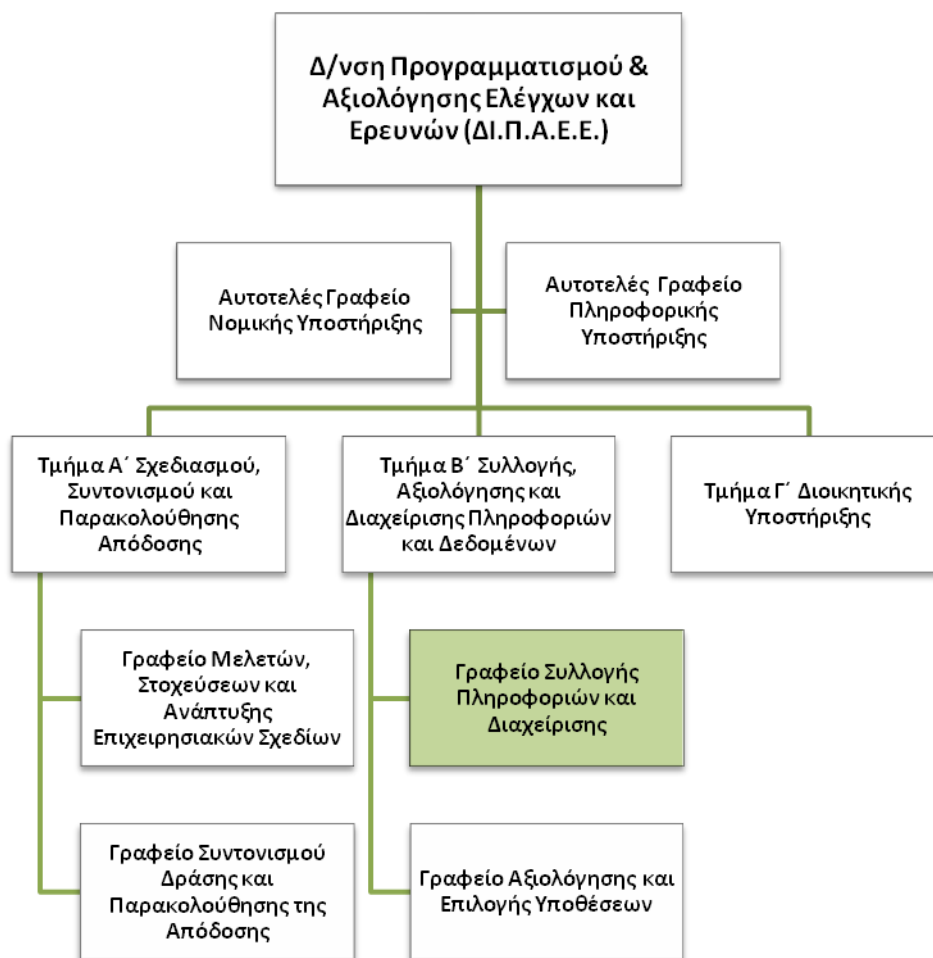 Δ/νση Προγραμματισμού &
Αξιολόγησης Ελέγχων και
Ερευνών (ΔΙ.Π.Α.Ε.Ε.)
Αυτοτελές Γραφείο
Νομικής Υποστήριξης
Αυτοτελές Γραφείο
Πληροφορικής
Υποστήριξης
Τμήμα Α΄ Σχεδιασμού,
Συντονισμού και
Παρακολούθησης
Απόδοσης
Τμήμα Β΄ Συλλογής,
Αξιολόγησης και
Διαχείρισης Πληροφοριών
και Δεδομένων
Τμήμα Γ΄ Διοικητικής
Υποστήριξης
Γραφείο Μελετών,
Στοχεύσεων και
Ανάπτυξης
Επιχειρησιακών Σχεδίων
Γραφείο Συλλογής
Πληροφοριών και
Διαχείρισης
Γραφείο Συντονισμού
Δράσης και
Παρακολούθησης της
Απόδοσης
Γραφείο Αξιολόγησης και
Επιλογής Υποθέσεων